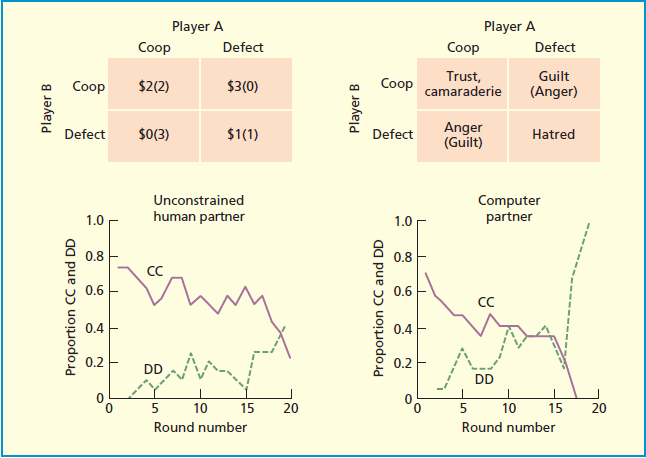 Player A
Coop Defect
Player B
Coop $2(2) $3(0)
Defect $0(3) $1(1)
Player A
Coop Defect
Player B
Coop
Trust,
camaraderie
Guilt
(Anger)
Defect
Anger
(Guilt)
Hatred
Unconstrained
human partner
Proportion CC and DD
1.0
0.8
0.6
0.4
0.2
0
CC
DD
0 5 10 15 20
Round number
Computer
partner
Proportion CC and DD
1.0
0.8
0.6
0.4
0.2
0
CC
DD
0 5 10 15 20
Round number